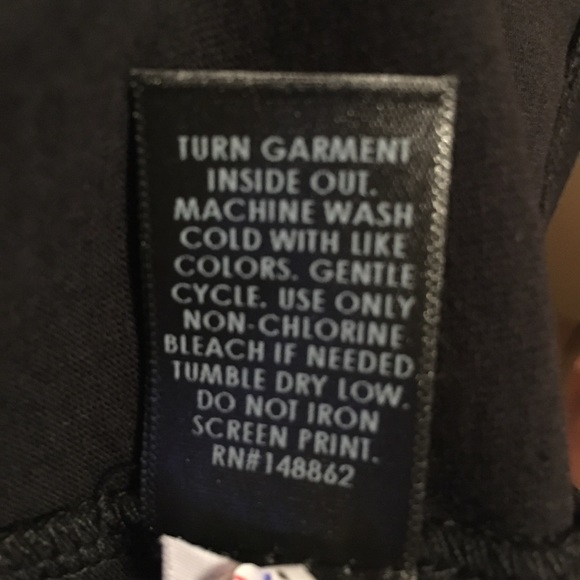 TURN GARMENT
INSIDE OUT.
MACHINE WASH
COLD WITH LIKE
COLORS. GENTLE
CYCLE. USE ONLY
NON-CHLORINE
BLEACH IF NEEDED
TUMBLE DRY LOW.
DO NOT IRON
SCREEN PRINT.
RN#148862